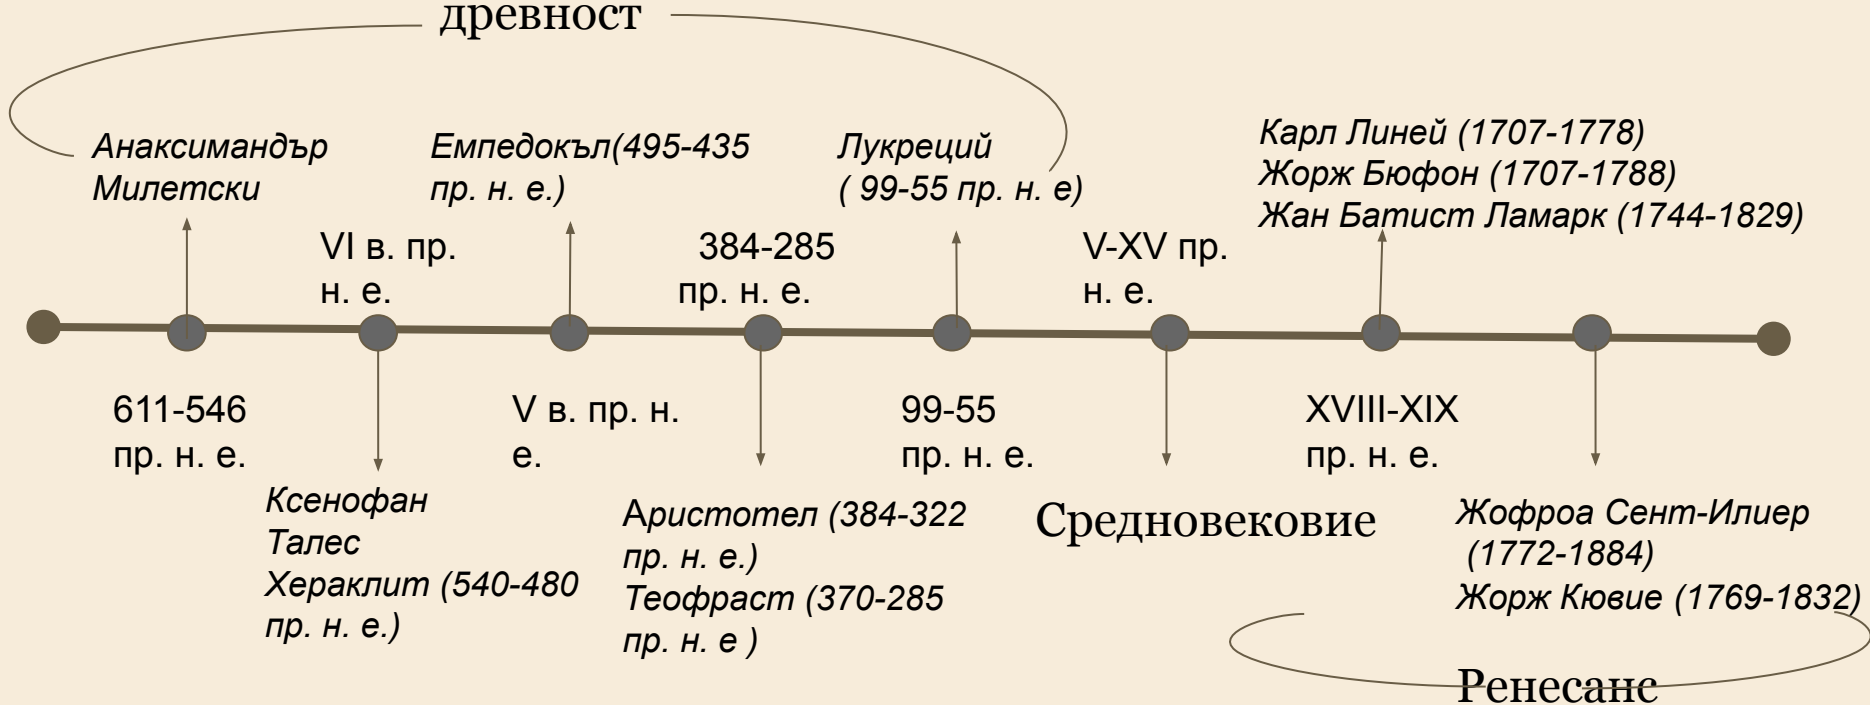 древност
Анаксимандър
Милетски
Емпедокъл(495-435
пр. н. е.)
Лукреций
( 99-55 пр. н. е)
Карл Линей (1707-1778)
Жорж Бюфон (1707-1788)
Жан Батист Ламарк (1744-1829)
VI в. пр.
н. е.
384-285
пр. н. е.
V-XV пр.
н. е.
611-546
пр. н. е.
V в. пр. н.
е.
99-55
пр. н. е.
XVIII-XIX
пр. н. е.
Ксенофан
Талес
Хераклит (540-480
пр. н. е.)
Аристотел (384-322
пр. н. е.)
Теофраст (370-285
пр. н. е )
Средновековие
Жофроа Сент-Илиер
(1772-1884)
Жорж Кювие (1769-1832)
Ренесанс